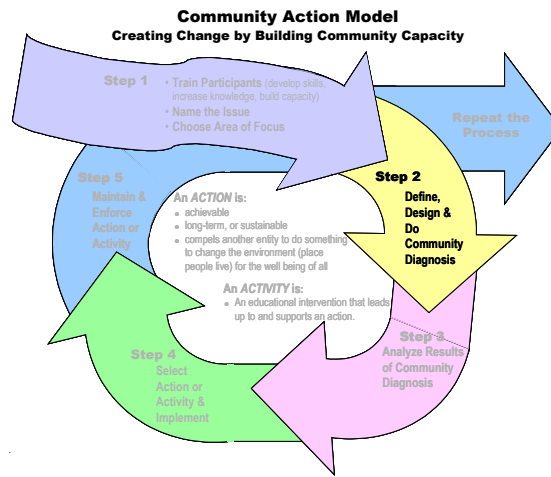 Community Action Model
Creating Change by Building Community Capacity
Step 1
• Train Participants (develop skills,
increase knowledge, build capacity)
• Name the Issue
• Choose Area of Focus
Repeat the
Process
Step 2
Define,
Design &
Do
Community
Diagnosis
Step 3
Analyze Results
of Community
Diagnosis
Step 4
Select
Action or
Activity &
Implement
Step 5
Maintain &
Enforce
Action or
Activity
An ACTION is:
• achievable
• long-term, or sustainable
• compels another entity to do something
to change the environment (place
people live) for the well being of all
An ACTIVITY is:
• An educational intervention that leads
up to and supports an action.